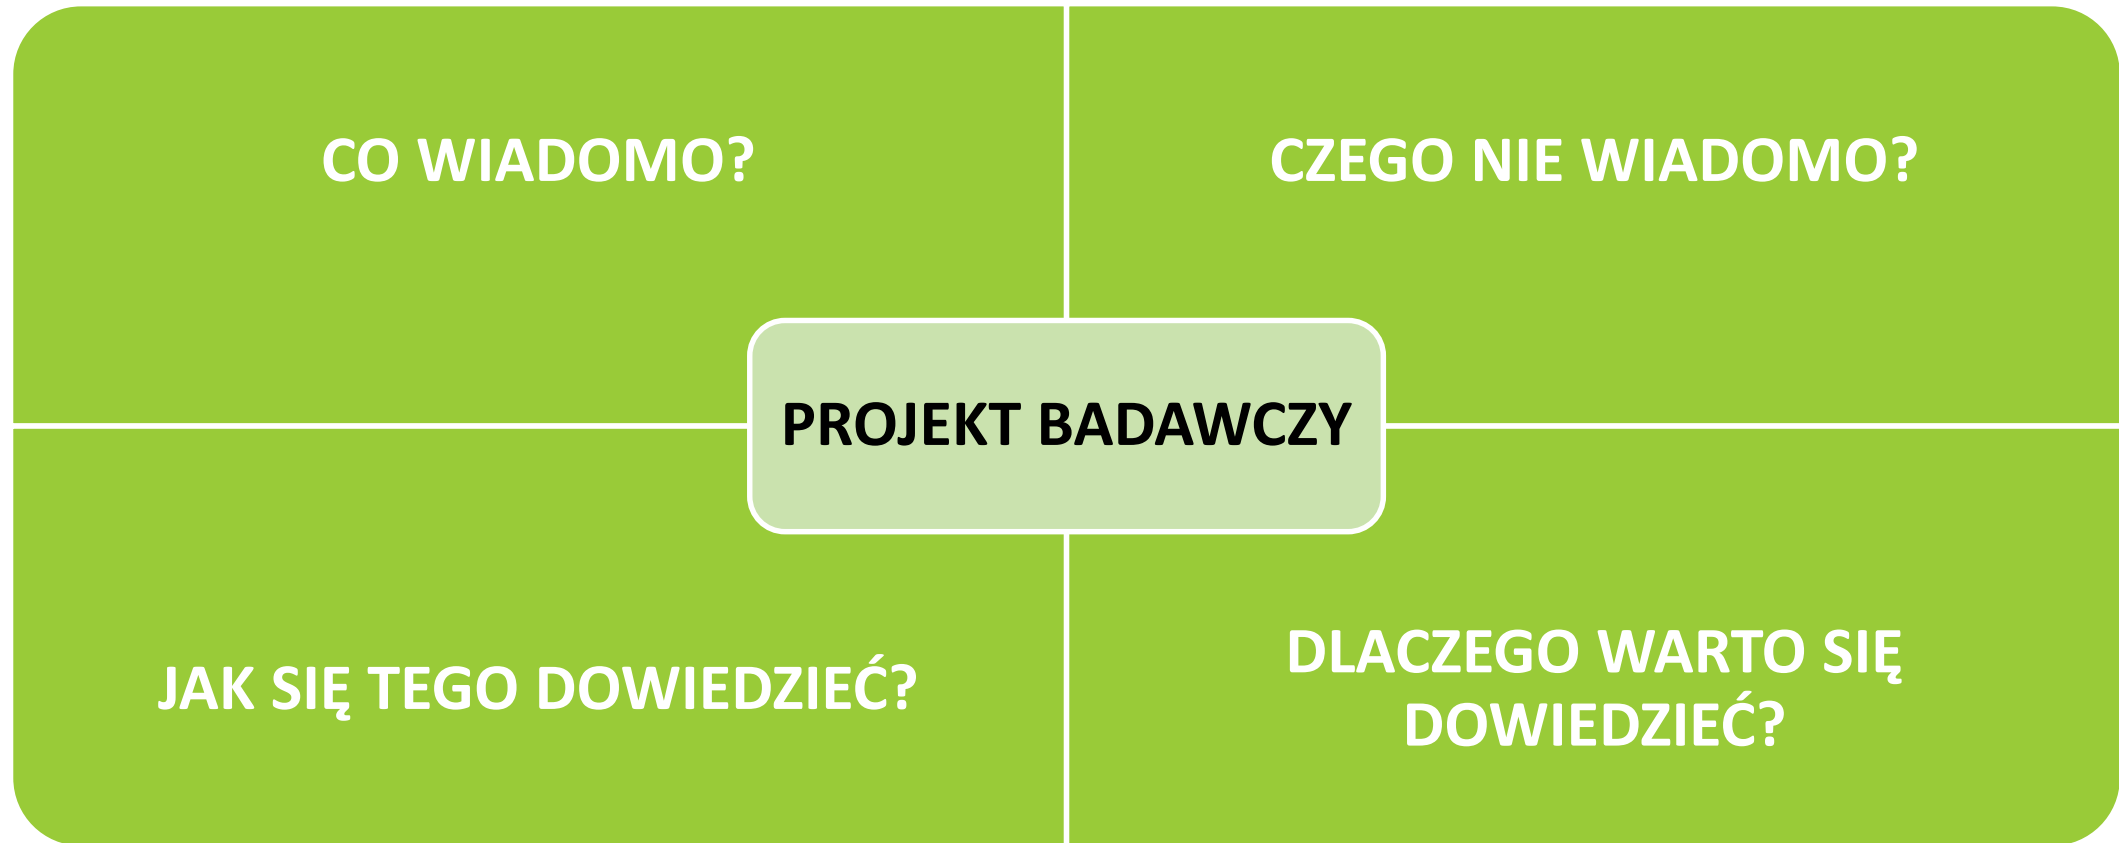 CO WIADOMO?
CZEGO NIE WIADOMO?
PROJEKT BADAWCZY
JAK SIĘ TEGO DOWIEDZIEĆ?
DLACZEGO WARTO SIĘ
DOWIEDZIEĆ?